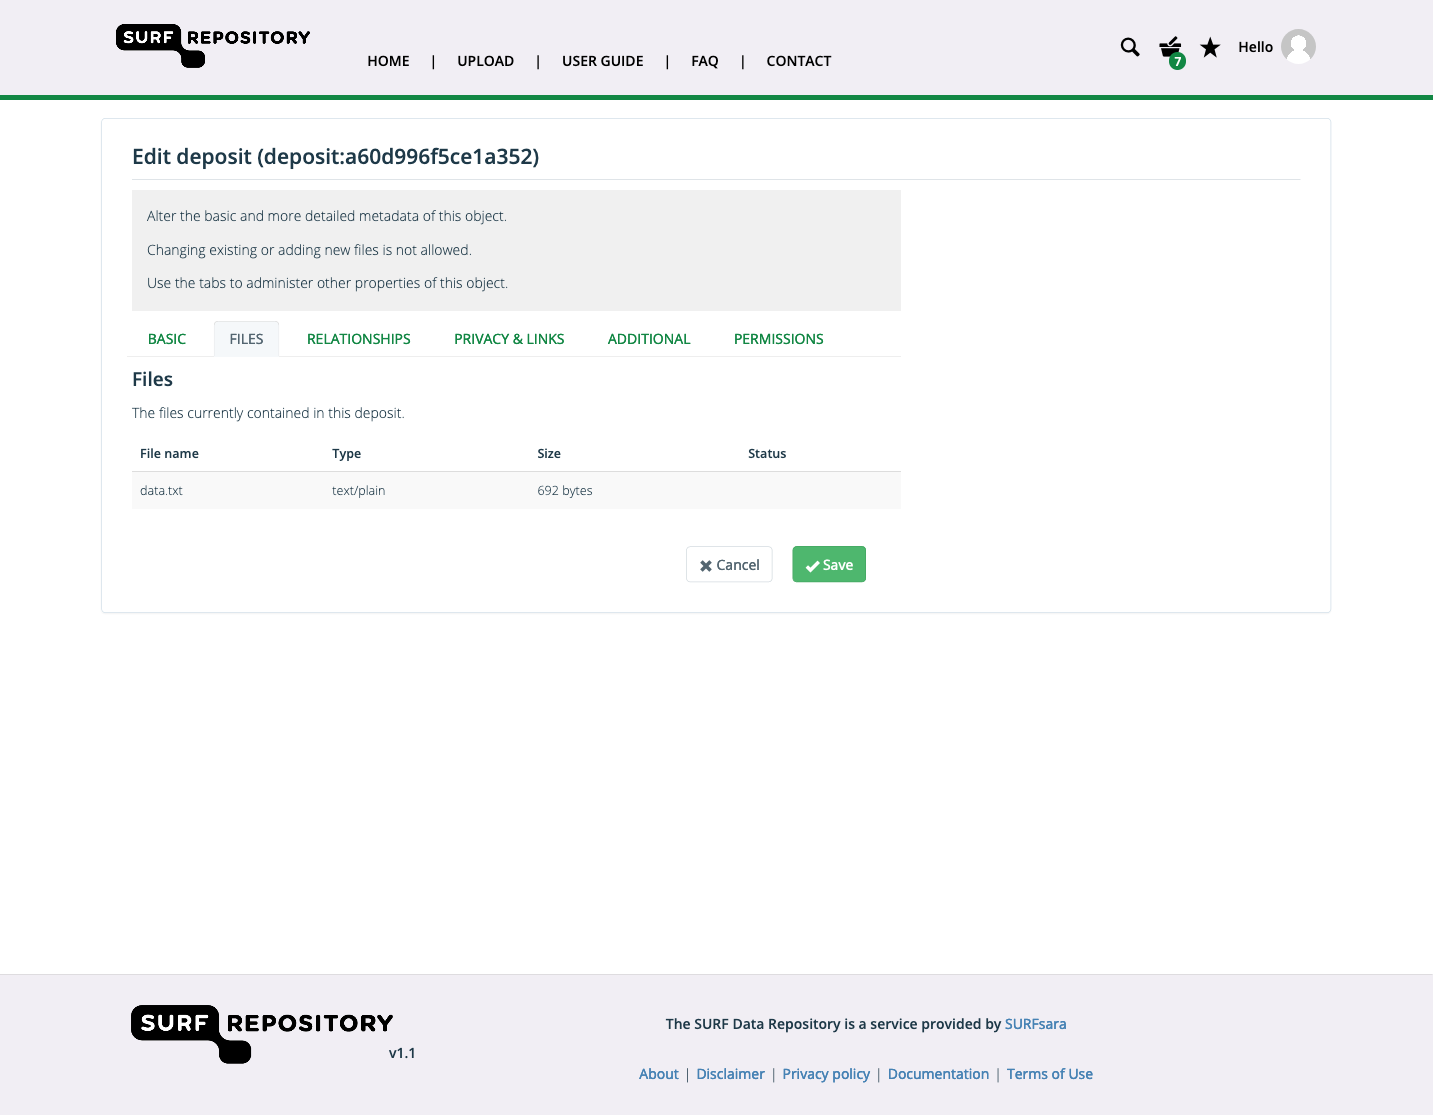 SURF REPOSITORY
HOME | UPLOAD | USER GUIDE | FAQ | CONTACT
7
Hello
Edit deposit (deposit:a60d996f5ce1a352)
Alter the basic and more detailed metadata of this object.
Changing existing or adding new files is not allowed.
Use the tabs to administer other properties of this object.
BASIC FILES RELATIONSHIPS PRIVACY & LINKS ADDITIONAL PERMISSIONS
Files
The files currently contained in this deposit.
File name Type Size Status
data.txt text/plain 692 bytes
Cancel Save
SURF REPOSITORY
v1.1
The SURF Data Repository is a service provided by SURFsara
About | Disclaimer | Privacy policy | Documentation | Terms of Use